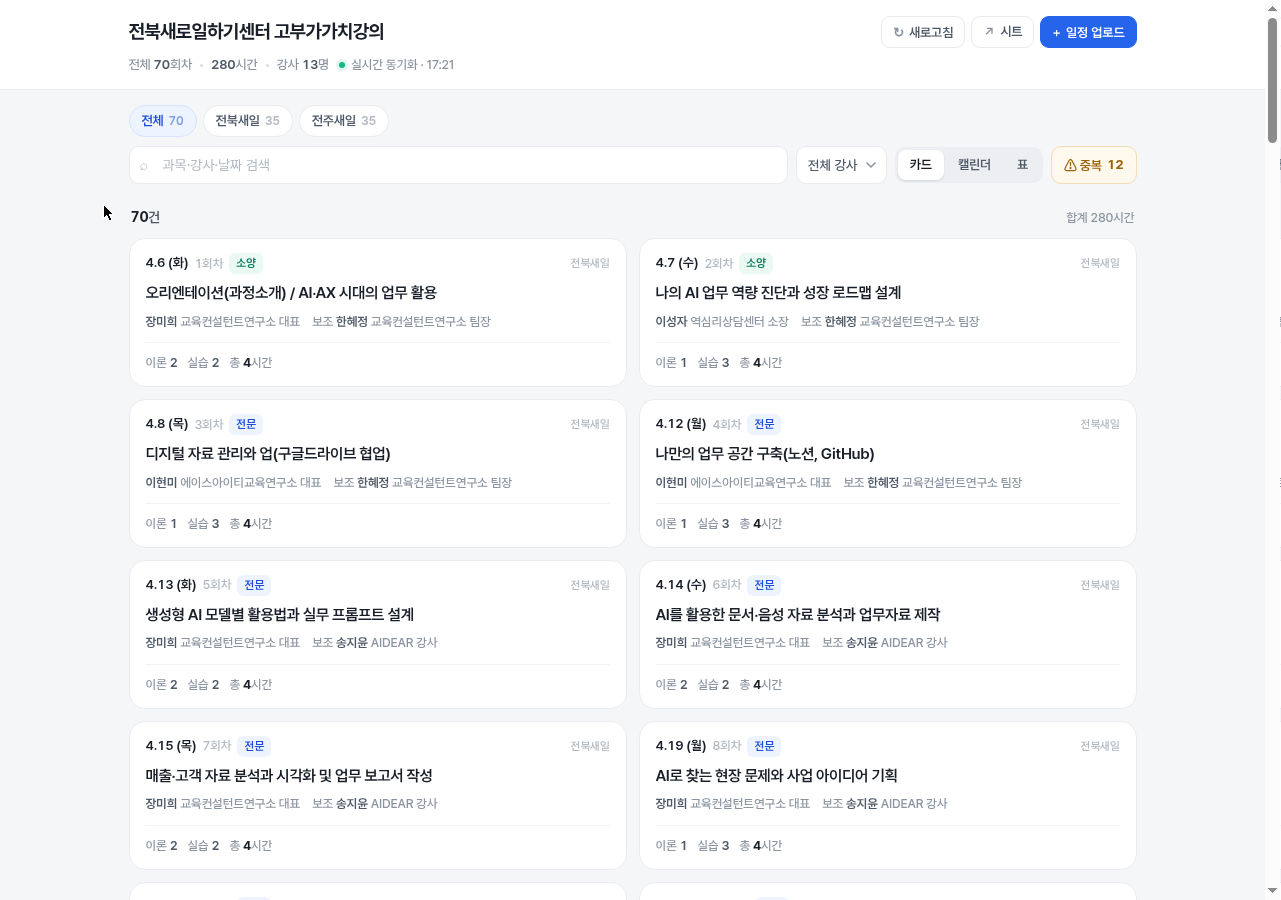 전북새로일하기센터 고부가가치강의
↻ 새로고침
↗ 시트
+ 일정 업로드
전체 70회차 • 280시간 • 강사 13명 실시간 동기화 · 17:21
전체 70
전북새일 35
전주새일 35
과목·강사·날짜 검색
전체 강사
카드
캘린더
표
중복 12
70건
합계 280시간
4.6 (화) 1회차 소양 전북새일
오리엔테이션(과정소개) / AI·AX 시대의 업무 활용
장미희 교육컨설턴트연구소 대표 보조 한혜정 교육컨설턴트연구소 팀장
이론 2 실습 2 총 4시간
4.7 (수) 2회차 소양 전북새일
나의 AI 업무 역량 진단과 성장 로드맵 설계
이성자 역심리상담센터 소장 보조 한혜정 교육컨설턴트연구소 팀장
이론 1 실습 3 총 4시간
4.8 (목) 3회차 전문 전북새일
디지털 자료 관리와 업(구글드라이브 협업)
이현미 에이스아이티교육연구소 대표 보조 한혜정 교육컨설턴트연구소 팀장
이론 1 실습 3 총 4시간
4.12 (월) 4회차 전문 전북새일
나만의 업무 공간 구축(노션, GitHub)
이현미 에이스아이티교육연구소 대표 보조 한혜정 교육컨설턴트연구소 팀장
이론 1 실습 3 총 4시간
4.13 (화) 5회차 전문 전북새일
생성형 AI 모델별 활용법과 실무 프롬프트 설계
장미희 교육컨설턴트연구소 대표 보조 송지윤 AIDEAR 강사
이론 2 실습 2 총 4시간
4.14 (수) 6회차 전문 전북새일
AI를 활용한 문서·음성 자료 분석과 업무자료 제작
장미희 교육컨설턴트연구소 대표 보조 송지윤 AIDEAR 강사
이론 2 실습 2 총 4시간
4.15 (목) 7회차 전문 전북새일
매출·고객 자료 분석과 시각화 및 업무 보고서 작성
장미희 교육컨설턴트연구소 대표 보조 송지윤 AIDEAR 강사
이론 2 실습 2 총 4시간
4.19 (월) 8회차 전문 전북새일
AI로 찾는 현장 문제와 사업 아이디어 기획
장미희 교육컨설턴트연구소 대표 보조 송지윤 AIDEAR 강사
이론 1 실습 3 총 4시간